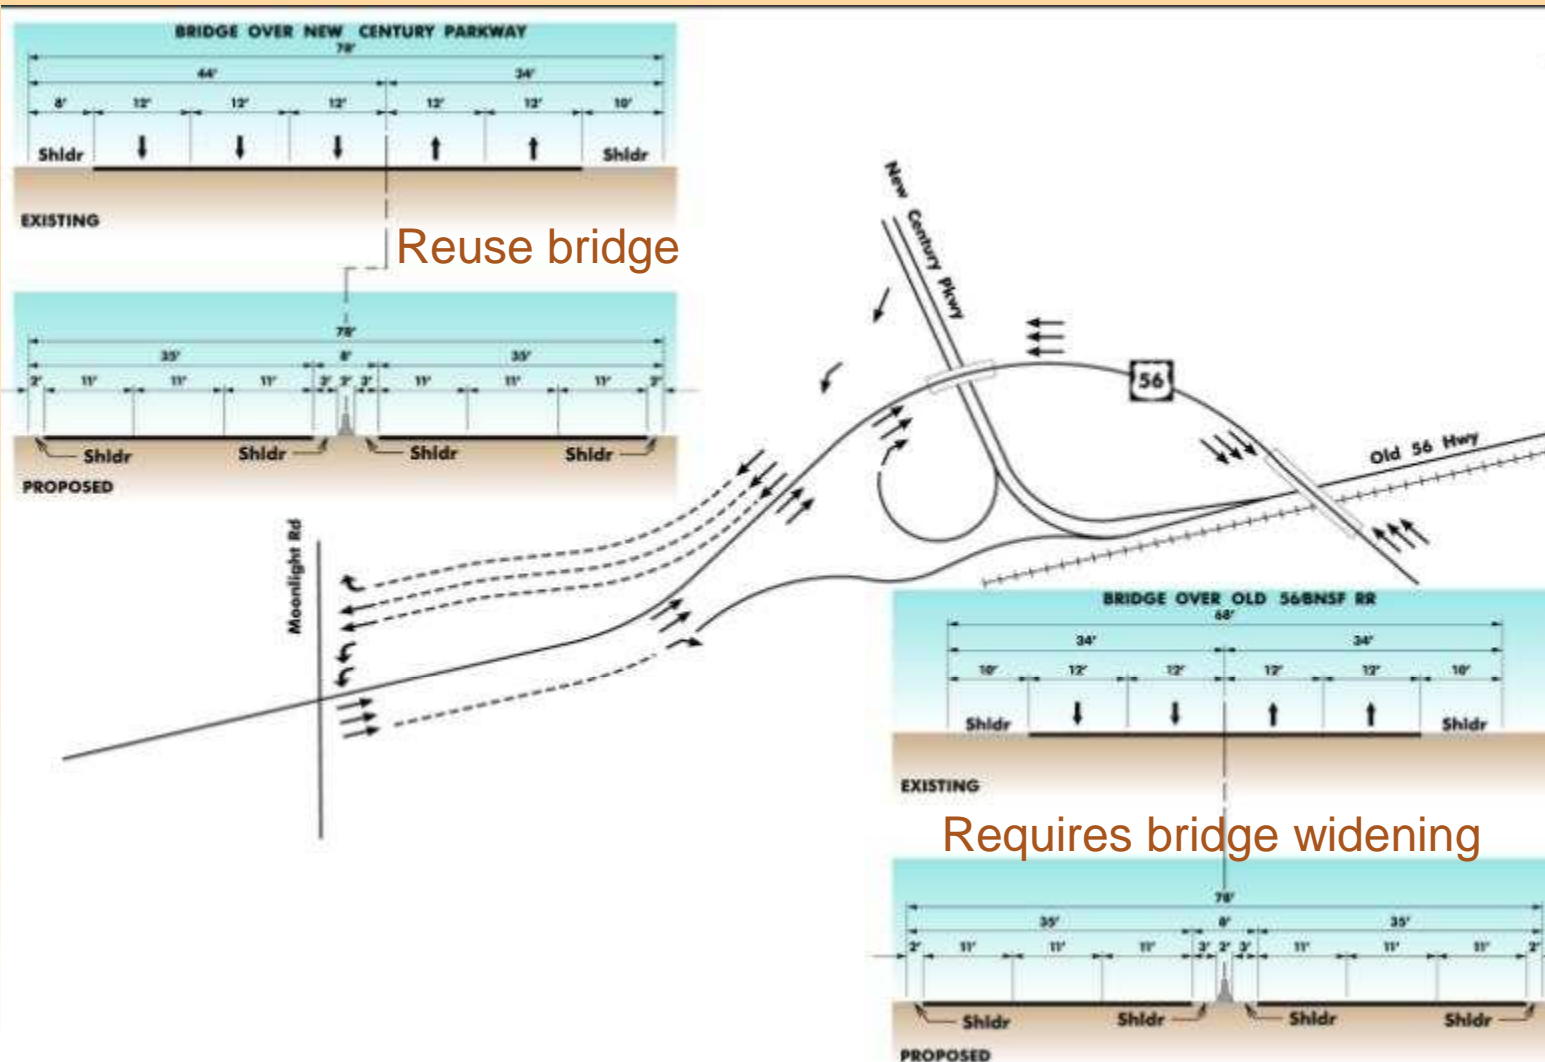 BRIDGE OVER NEW CENTURY PARKWAY
78'
44' 34'
8' 12' 12' 12' 12' 12' 10'
Shldr Shldr
EXISTING
Reuse bridge
78'
35' 8' 35'
2' 11' 11' 11' 3' 2' 3' 11' 11' 11' 2'
Shldr Shldr Shldr Shldr
PROPOSED
New Century Pkwy
56
Old 56 Hwy
Moonlight Rd
BRIDGE OVER OLD 56/BNSF RR
68'
34' 34'
10' 12' 12' 12' 12' 10'
Shldr Shldr
EXISTING
Requires bridge widening
78'
35' 8' 35'
2' 11' 11' 11' 3' 2' 3' 11' 11' 11' 2'
Shldr Shldr Shldr Shldr
PROPOSED